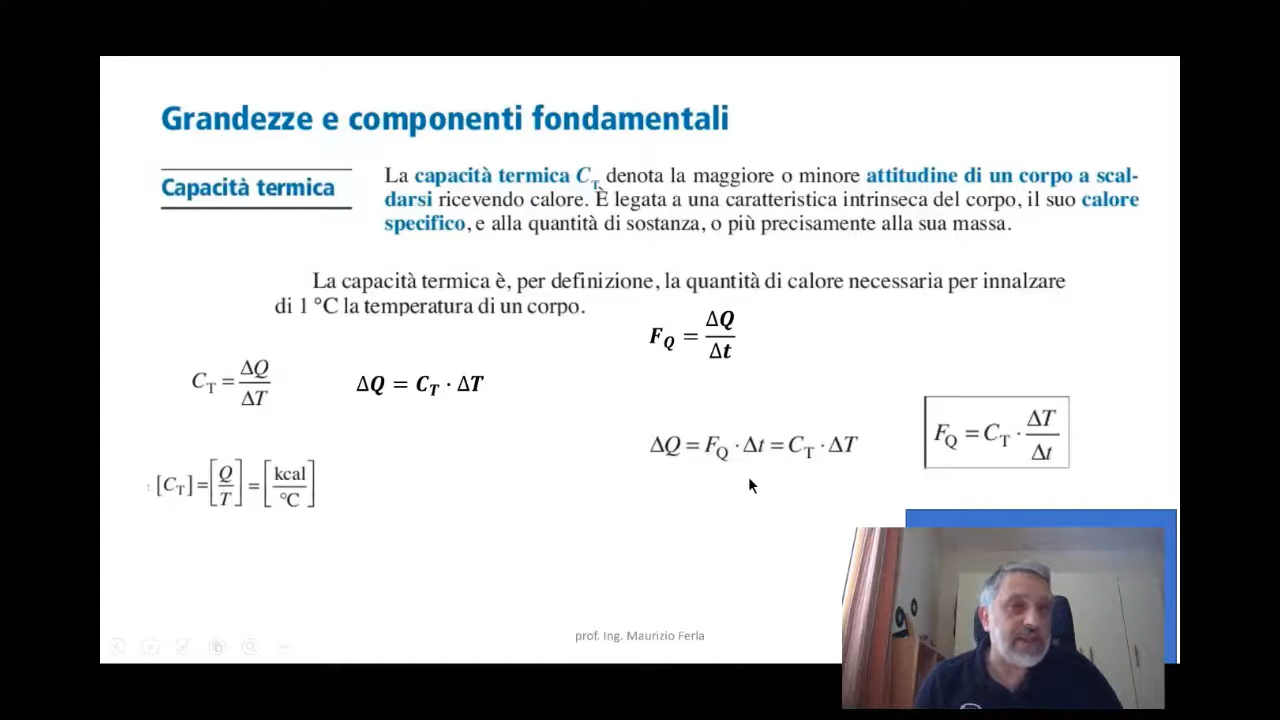 Grandezze e componenti fondamentali
Capacità termica
La capacità termica C_T denota la maggiore o minore attitudine di un corpo a scal-
darsi ricevendo calore. È legata a una caratteristica intrinseca del corpo, il suo calore
specifico, e alla quantità di sostanza, o più precisamente alla sua massa.
La capacità termica è, per definizione, la quantità di calore necessaria per innalzare
di 1 °C la temperatura di un corpo.
F_Q = ΔQ/Δt
C_T = ΔQ/ΔT
ΔQ = C_T · ΔT
ΔQ = F_Q · Δt = C_T · ΔT
F_Q = C_T · ΔT/Δt
[C_T] = [Q/T] = [kcal/°C]
prof. Ing. Maurizio Ferla